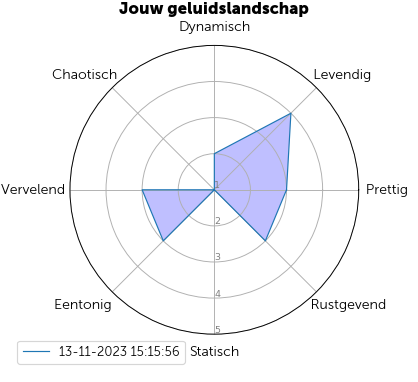 Jouw geluidslandschap
Dynamisch
Chaotisch
Levendig
Vervelend
1
Prettig
2
3
4
Eentonig
Rustgevend
5
13-11-2023 15:15:56
Statisch